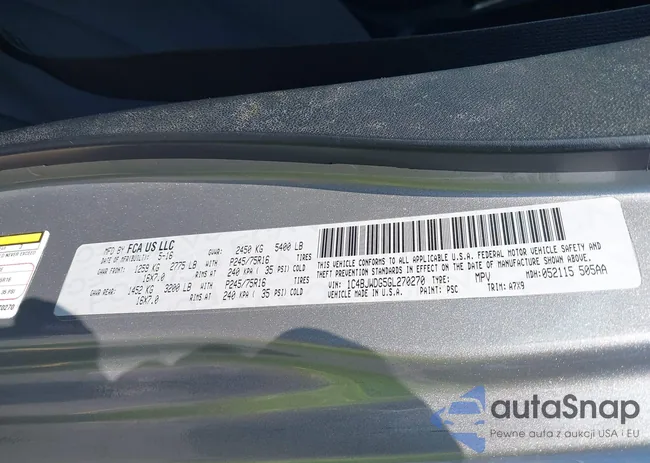 MFD BY FCA US LLC
DATE OF MFR 5-16 GVWR: 2450 KG 5400 LB
GAWR FRONT: 1259 KG 2775 LB WITH P245/75R16 TIRES
16X7.0 RIMS AT 240 KPA ( 35 PSI) COLD
GAWR REAR: 1452 KG 3200 LB WITH P245/75R16 TIRES
16X7.0 RIMS AT 240 KPA ( 35 PSI) COLD
THIS VEHICLE CONFORMS TO ALL APPLICABLE U.S.A. FEDERAL MOTOR VEHICLE SAFETY AND
THEFT PREVENTION STANDARDS IN EFFECT ON THE DATE OF MANUFACTURE SHOWN ABOVE.
VIN: 1C4BJWDG5GL270270 TYPE: MPV MDH: 052115 505AA
VEHICLE MADE IN U.S.A. PAINT: PSC TRIM: A7X9
70270
autaSnap
Pewne auta z aukcji USA i EU